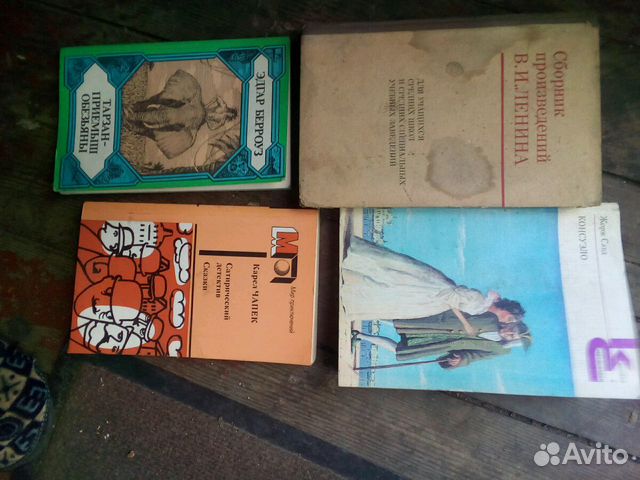 ЭДГАР БЕРРОУЗ
ТАРЗАН-
ПРИЕМЫШ
ОБЕЗЬЯНЫ
Сборник
произведений
В.И.ЛЕНИНА
ДЛЯ УЧАЩИХСЯ
СРЕДНИХ ШКОЛ
И СРЕДНИХ СПЕЦИАЛЬНЫХ
УЧЕБНЫХ ЗАВЕДЕНИЙ
Мир приключений
Карел ЧАПЕК
Сатирический
детектив
Сказки
Жорж Санд
КОНСУЭЛО
Avito